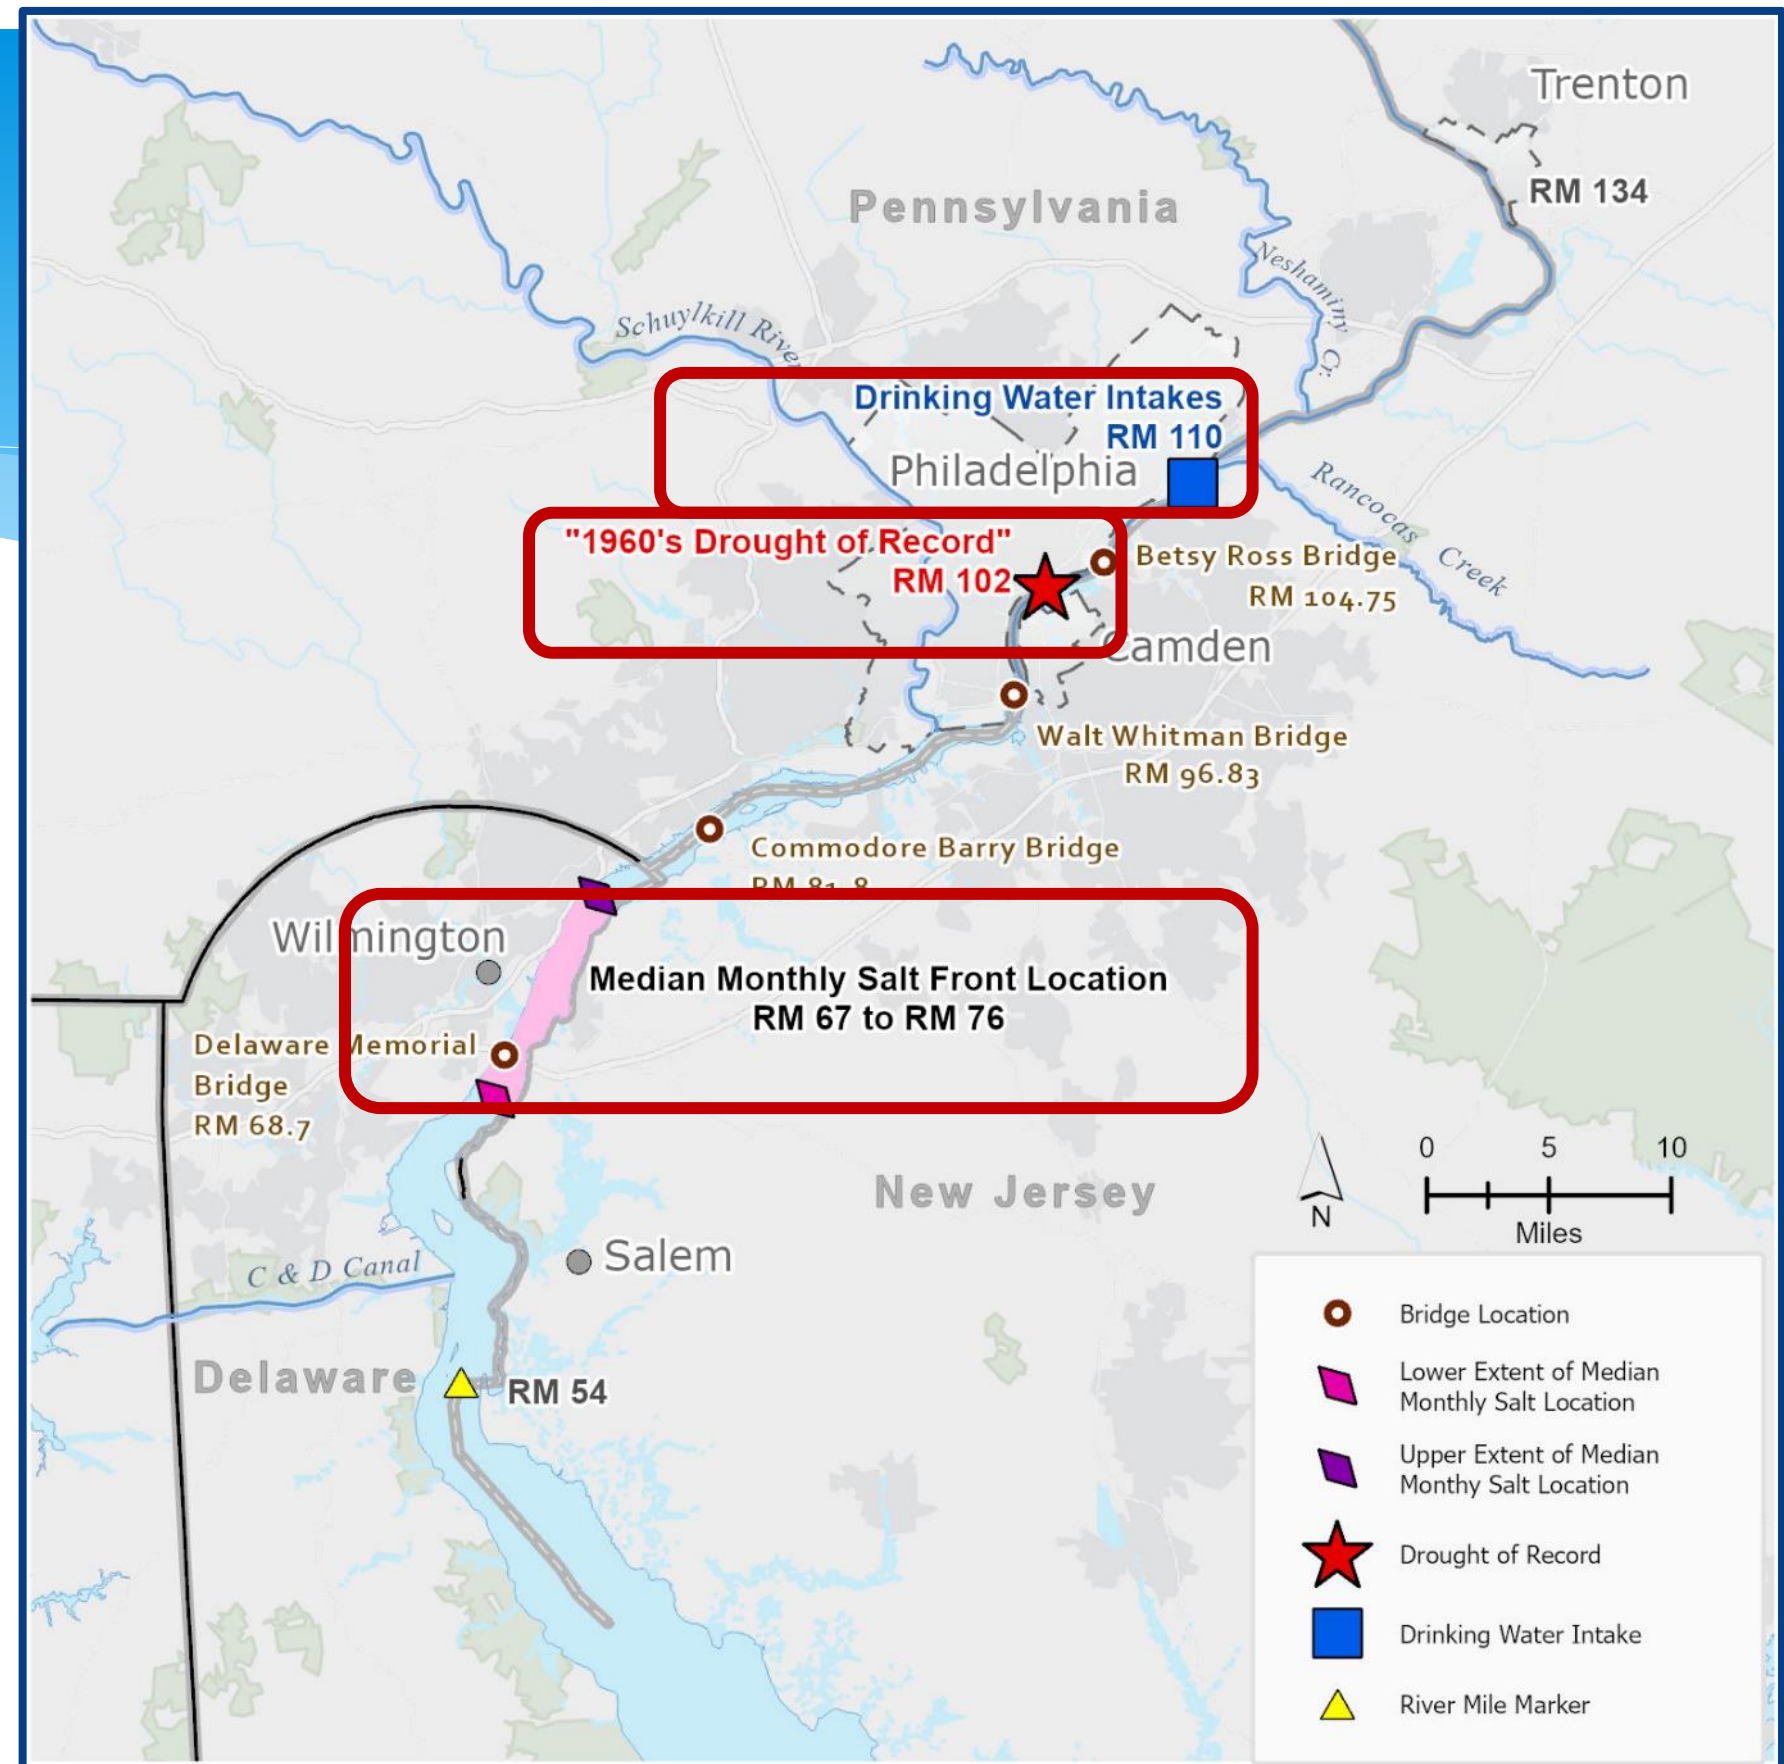 Trenton
RM 134
Pennsylvania
Neshaminy Cr.
Schuylkill River
Drinking Water Intakes
RM 110
Philadelphia
Rancocas Creek
"1960's Drought of Record"
RM 102
Betsy Ross Bridge
RM 104.75
Camden
Walt Whitman Bridge
RM 96.83
Commodore Barry Bridge
RM 81.8
Wilmington
Median Monthly Salt Front Location
RM 67 to RM 76
Delaware Memorial
Bridge
RM 68.7
New Jersey
0 5 10
Miles
N
Salem
C & D Canal
Delaware
RM 54
Bridge Location
Lower Extent of Median
Monthly Salt Location
Upper Extent of Median
Monthy Salt Location
Drought of Record
Drinking Water Intake
River Mile Marker